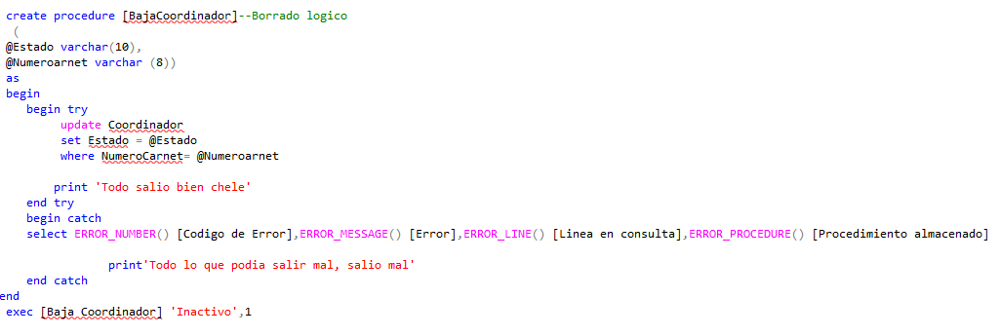 create procedure [BajaCoordinador]--Borrado logico
(
@Estado varchar(10),
@Numeroarnet varchar (8))
as
begin
begin try
update Coordinador
set Estado = @Estado
where NumeroCarnet= @Numeroarnet
print 'Todo salio bien chele'
end try
begin catch
select ERROR_NUMBER() [Codigo de Error],ERROR_MESSAGE() [Error],ERROR_LINE() [Linea en consulta],ERROR_PROCEDURE() [Procedimiento almacenado]
print'Todo lo que podia salir mal, salio mal'
end catch
end
exec [Baja Coordinador] 'Inactivo',1